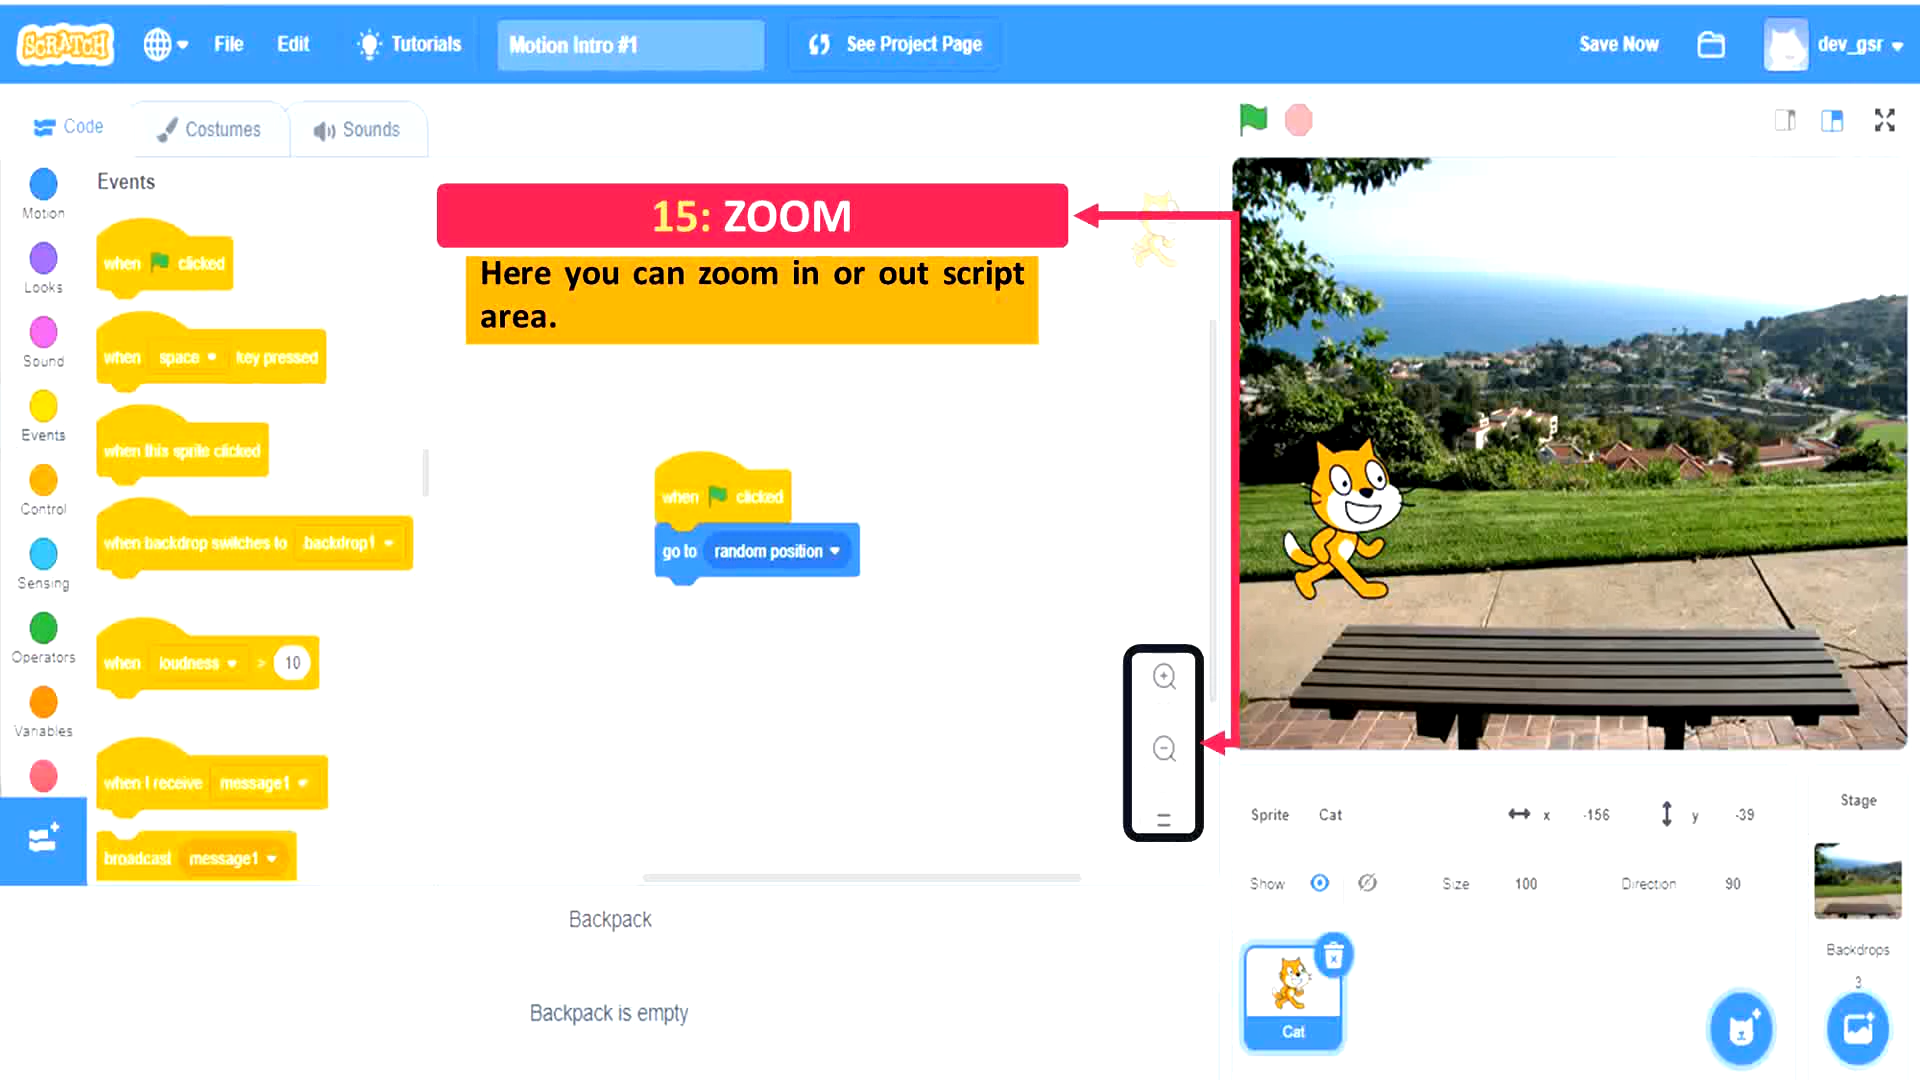 SCRATCH
File
Edit
Tutorials
Motion Intro #1
See Project Page
Save Now
dev_gsr
Code
Costumes
Sounds
Motion
Looks
Sound
Events
Control
Sensing
Operators
Variables
Events
when clicked
when space key pressed
when this sprite clicked
when backdrop switches to backdrop1
when loudness > 10
when I receive message1
broadcast message1
15: ZOOM
Here you can zoom in or out script
area.
when clicked
go to random position
Backpack
Backpack is empty
Sprite Cat x -156 y -39
Show Size 100 Direction 90
Cat
Stage
Backdrops
3